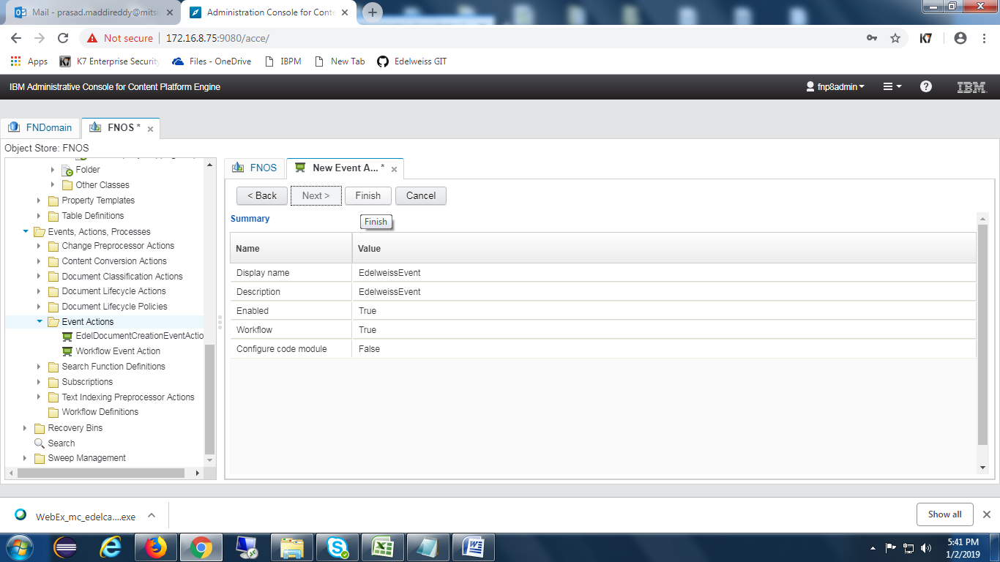 Mail - prasad.maddireddy@mitsi
Administration Console for Conte
Not secure
172.16.8.75:9080/acce/
K7
Apps
K7 Enterprise Security
Files - OneDrive
IBPM
New Tab
Edelweiss GIT
IBM Administrative Console for Content Platform Engine
fnp8admin
IBM
FNDomain
FNOS *
Object Store: FNOS
Folder
Other Classes
Property Templates
Table Definitions
Events, Actions, Processes
Change Preprocessor Actions
Content Conversion Actions
Document Classification Actions
Document Lifecycle Actions
Document Lifecycle Policies
Event Actions
EdelDocumentCreationEventActio
Workflow Event Action
Search Function Definitions
Subscriptions
Text Indexing Preprocessor Actions
Workflow Definitions
Recovery Bins
Search
Sweep Management
FNOS
New Event A... *
< Back
Next >
Finish
Cancel
Summary
Finish
Name Value
Display name EdelweissEvent
Description EdelweissEvent
Enabled True
Workflow True
Configure code module False
WebEx_mc_edelca....exe
Show all
5:41 PM
1/2/2019